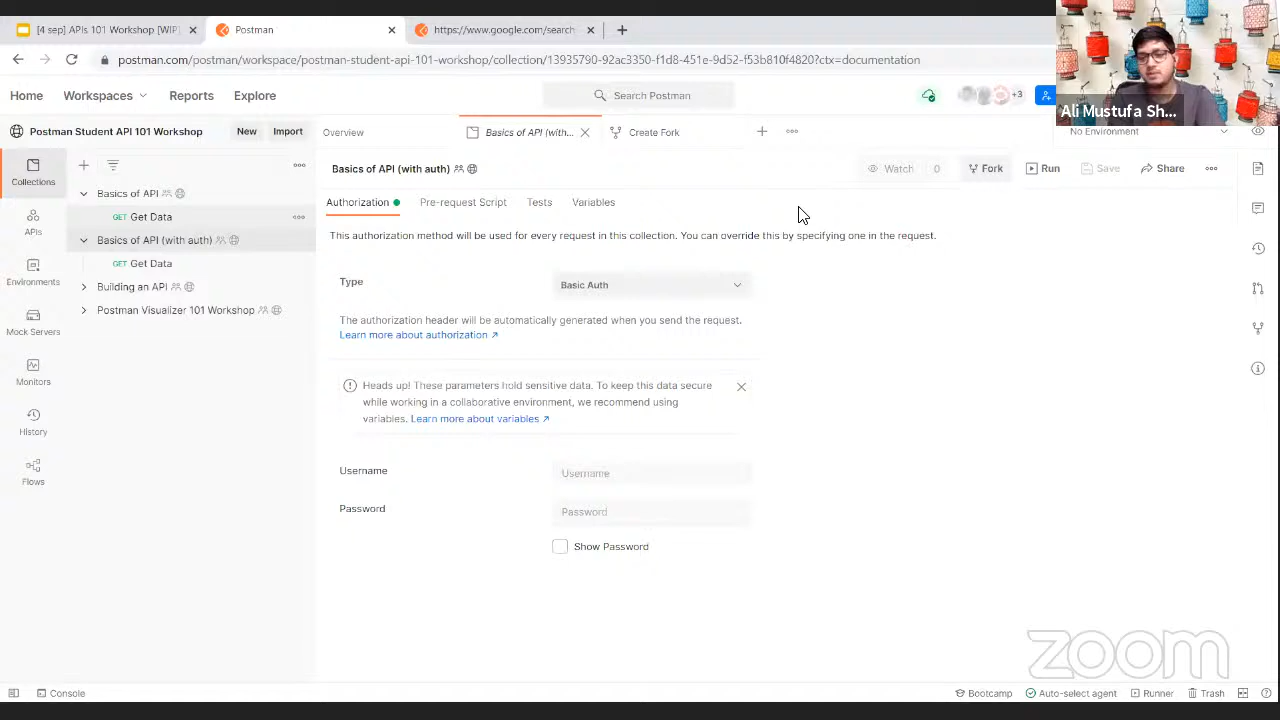 [4 sep] APIs 101 Workshop [WIP]
Postman
https://www.google.com/search
postman.com/postman/workspace/postman-student-api-101-workshop/collection/13935790-92ac3930-f1d8-451e-9d52-f53b810f4820?ctx=documentation
Home
Workspaces
Reports
Explore
Search Postman
+3
Ali Mustufa Sh...
Postman Student API 101 Workshop
New
Import
Overview
Basics of API (with...
Create Fork
No Environment
Collections
APIs
Environments
Mock Servers
Monitors
History
Flows
Basics of API
GET Get Data
Basics of API (with auth)
GET Get Data
Building an API
Postman Visualizer 101 Workshop
Basics of API (with auth)
Watch
0
Fork
Run
Save
Share
Authorization
Pre-request Script
Tests
Variables
This authorization method will be used for every request in this collection. You can override this by specifying one in the request.
Type
Basic Auth
The authorization header will be automatically generated when you send the request.
Learn more about authorization ↗
Heads up! These parameters hold sensitive data. To keep this data secure
while working in a collaborative environment, we recommend using
variables. Learn more about variables ↗
Username
Username
Password
Password
Show Password
zoom
Console
Bootcamp
Auto-select agent
Runner
Trash